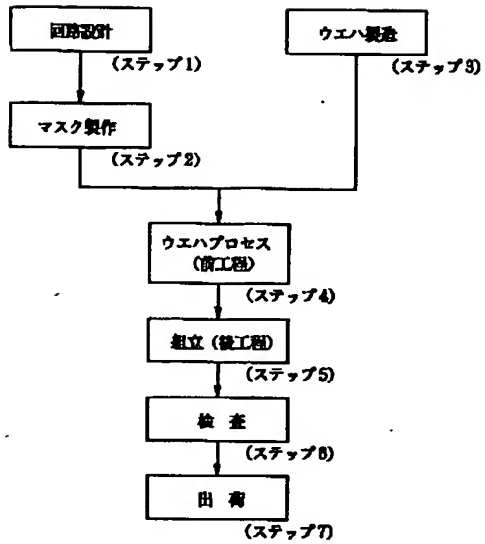 回路設計
(ステップ1)
ウエハ製造
(ステップ3)
マスク製作
(ステップ2)
ウエハプロセス
(前工程)
(ステップ4)
組立(後工程)
(ステップ5)
検 査
(ステップ6)
出 荷
(ステップ7)